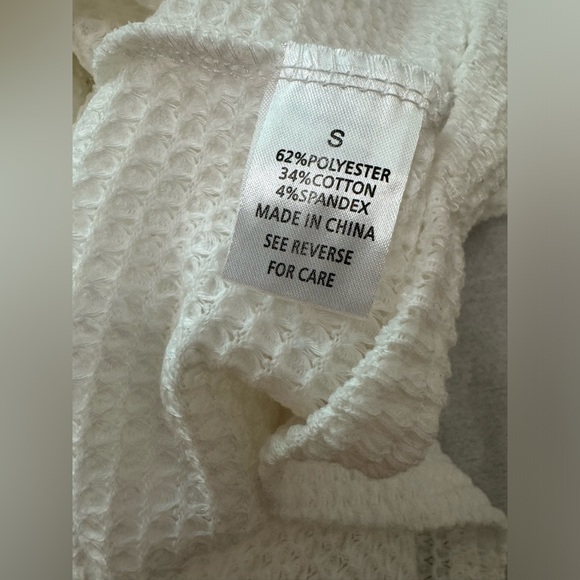 S
62%POLYESTER
34%COTTON
4%SPANDEX
MADE IN CHINA
SEE REVERSE
FOR CARE